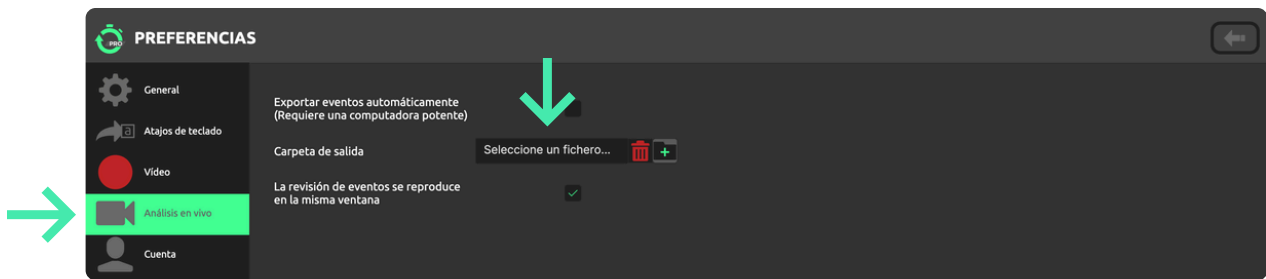 PRO
PREFERENCIAS
General
Atajos de teclado
a
Vídeo
Análisis en vivo
Cuenta
Exportar eventos automáticamente
(Requiere una computadora potente)
Carpeta de salida
Seleccione un fichero...
La revisión de eventos se reproduce
en la misma ventana